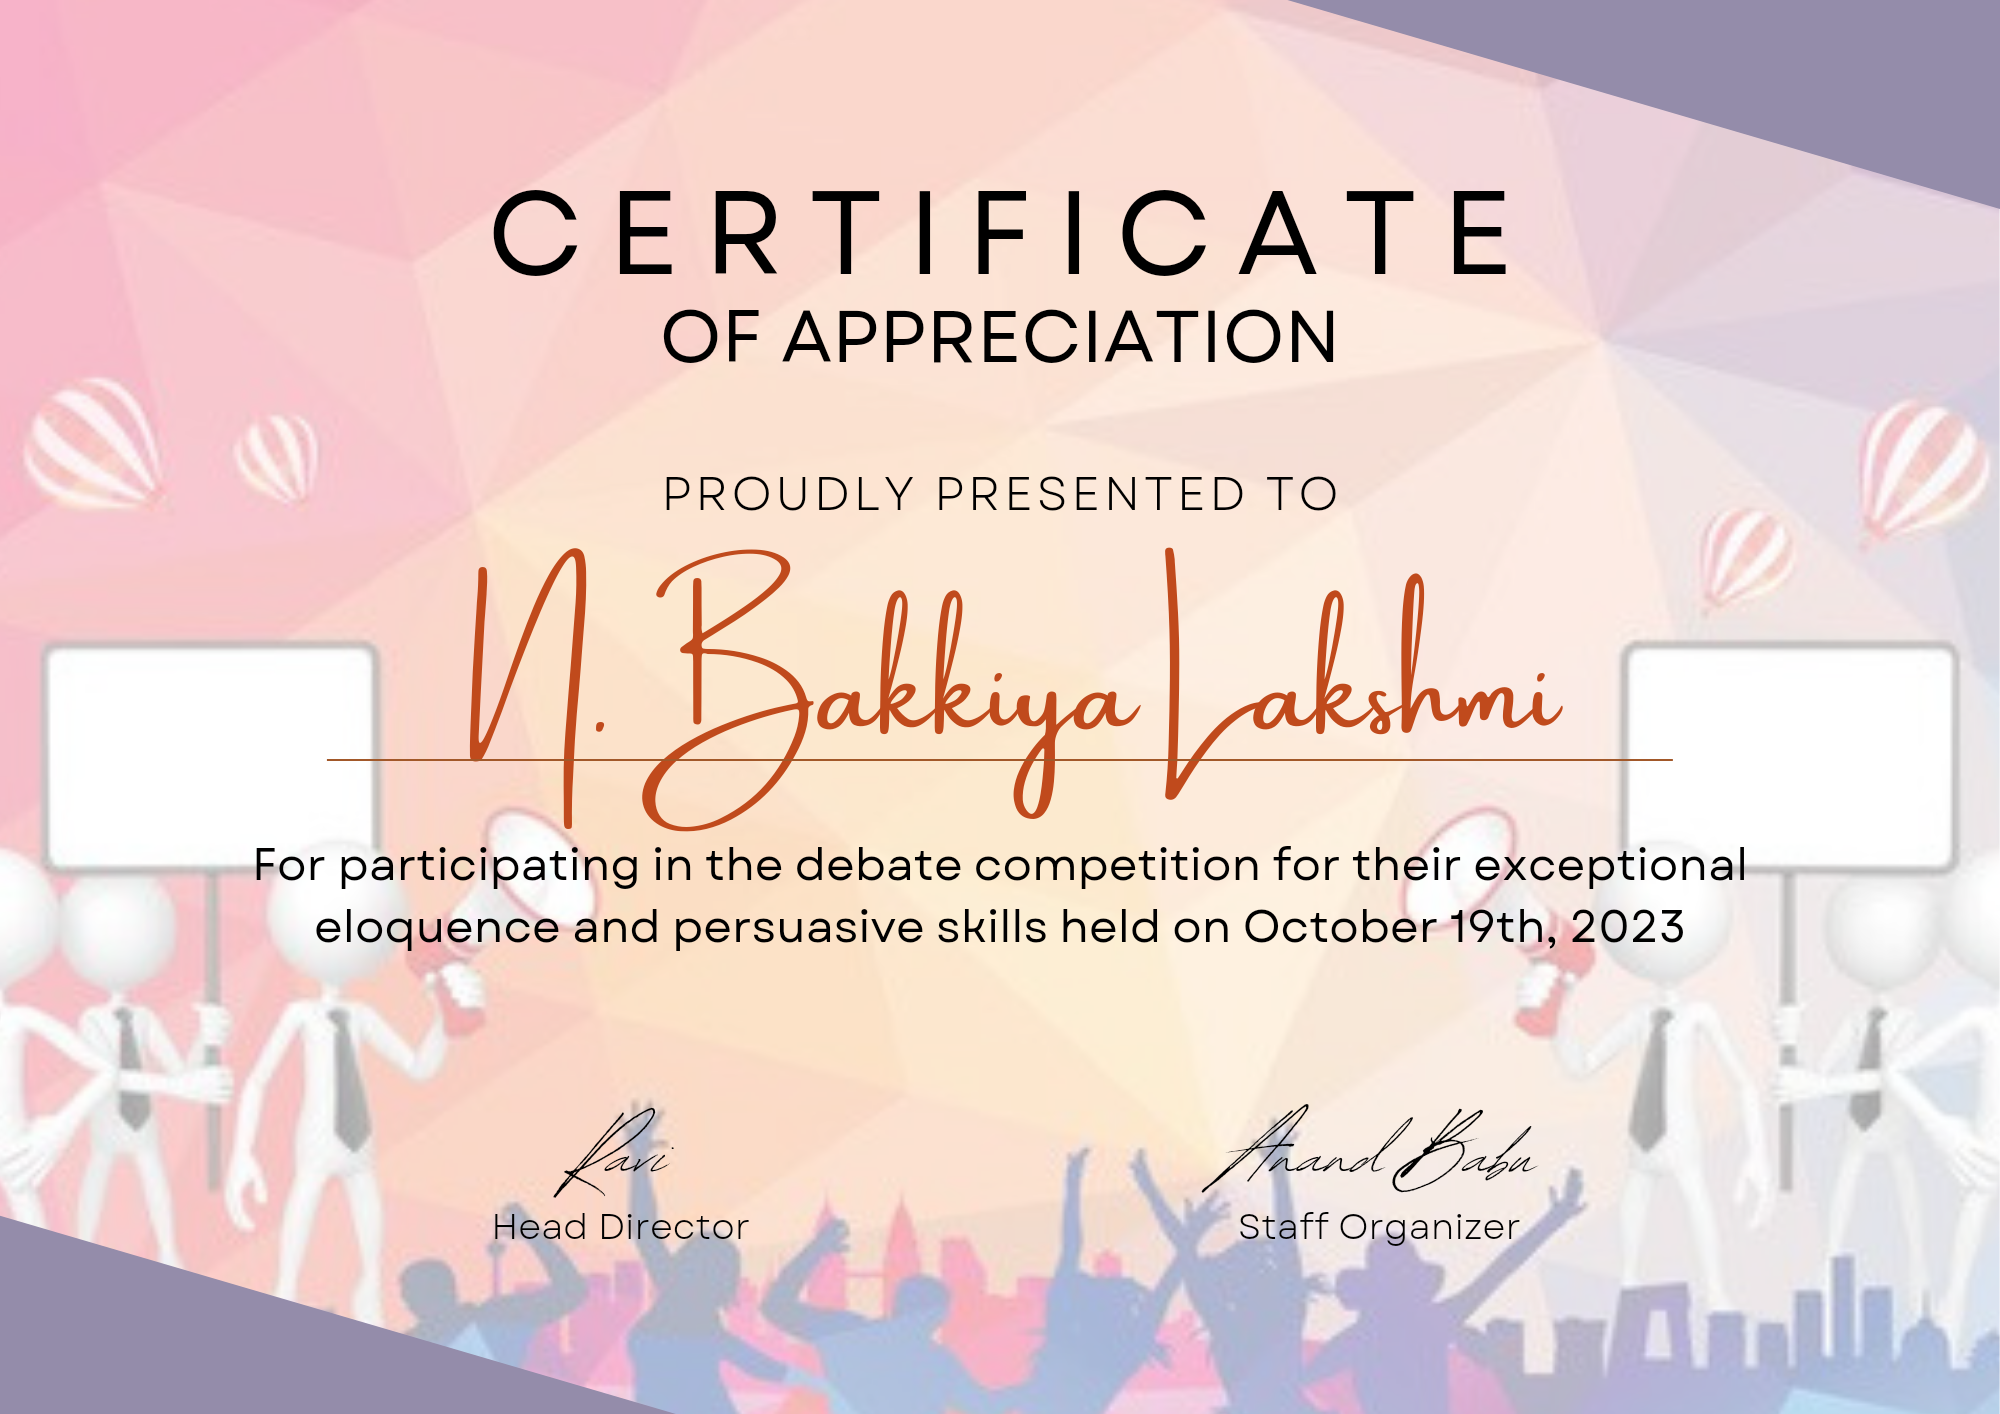 CERTIFICATE
OF APPRECIATION
PROUDLY PRESENTED TO
N. Bakkiya Lakshmi
For participating in the debate competition for their exceptional
eloquence and persuasive skills held on October 19th, 2023
Ravi
Anand Babu
Head Director
Staff Organizer